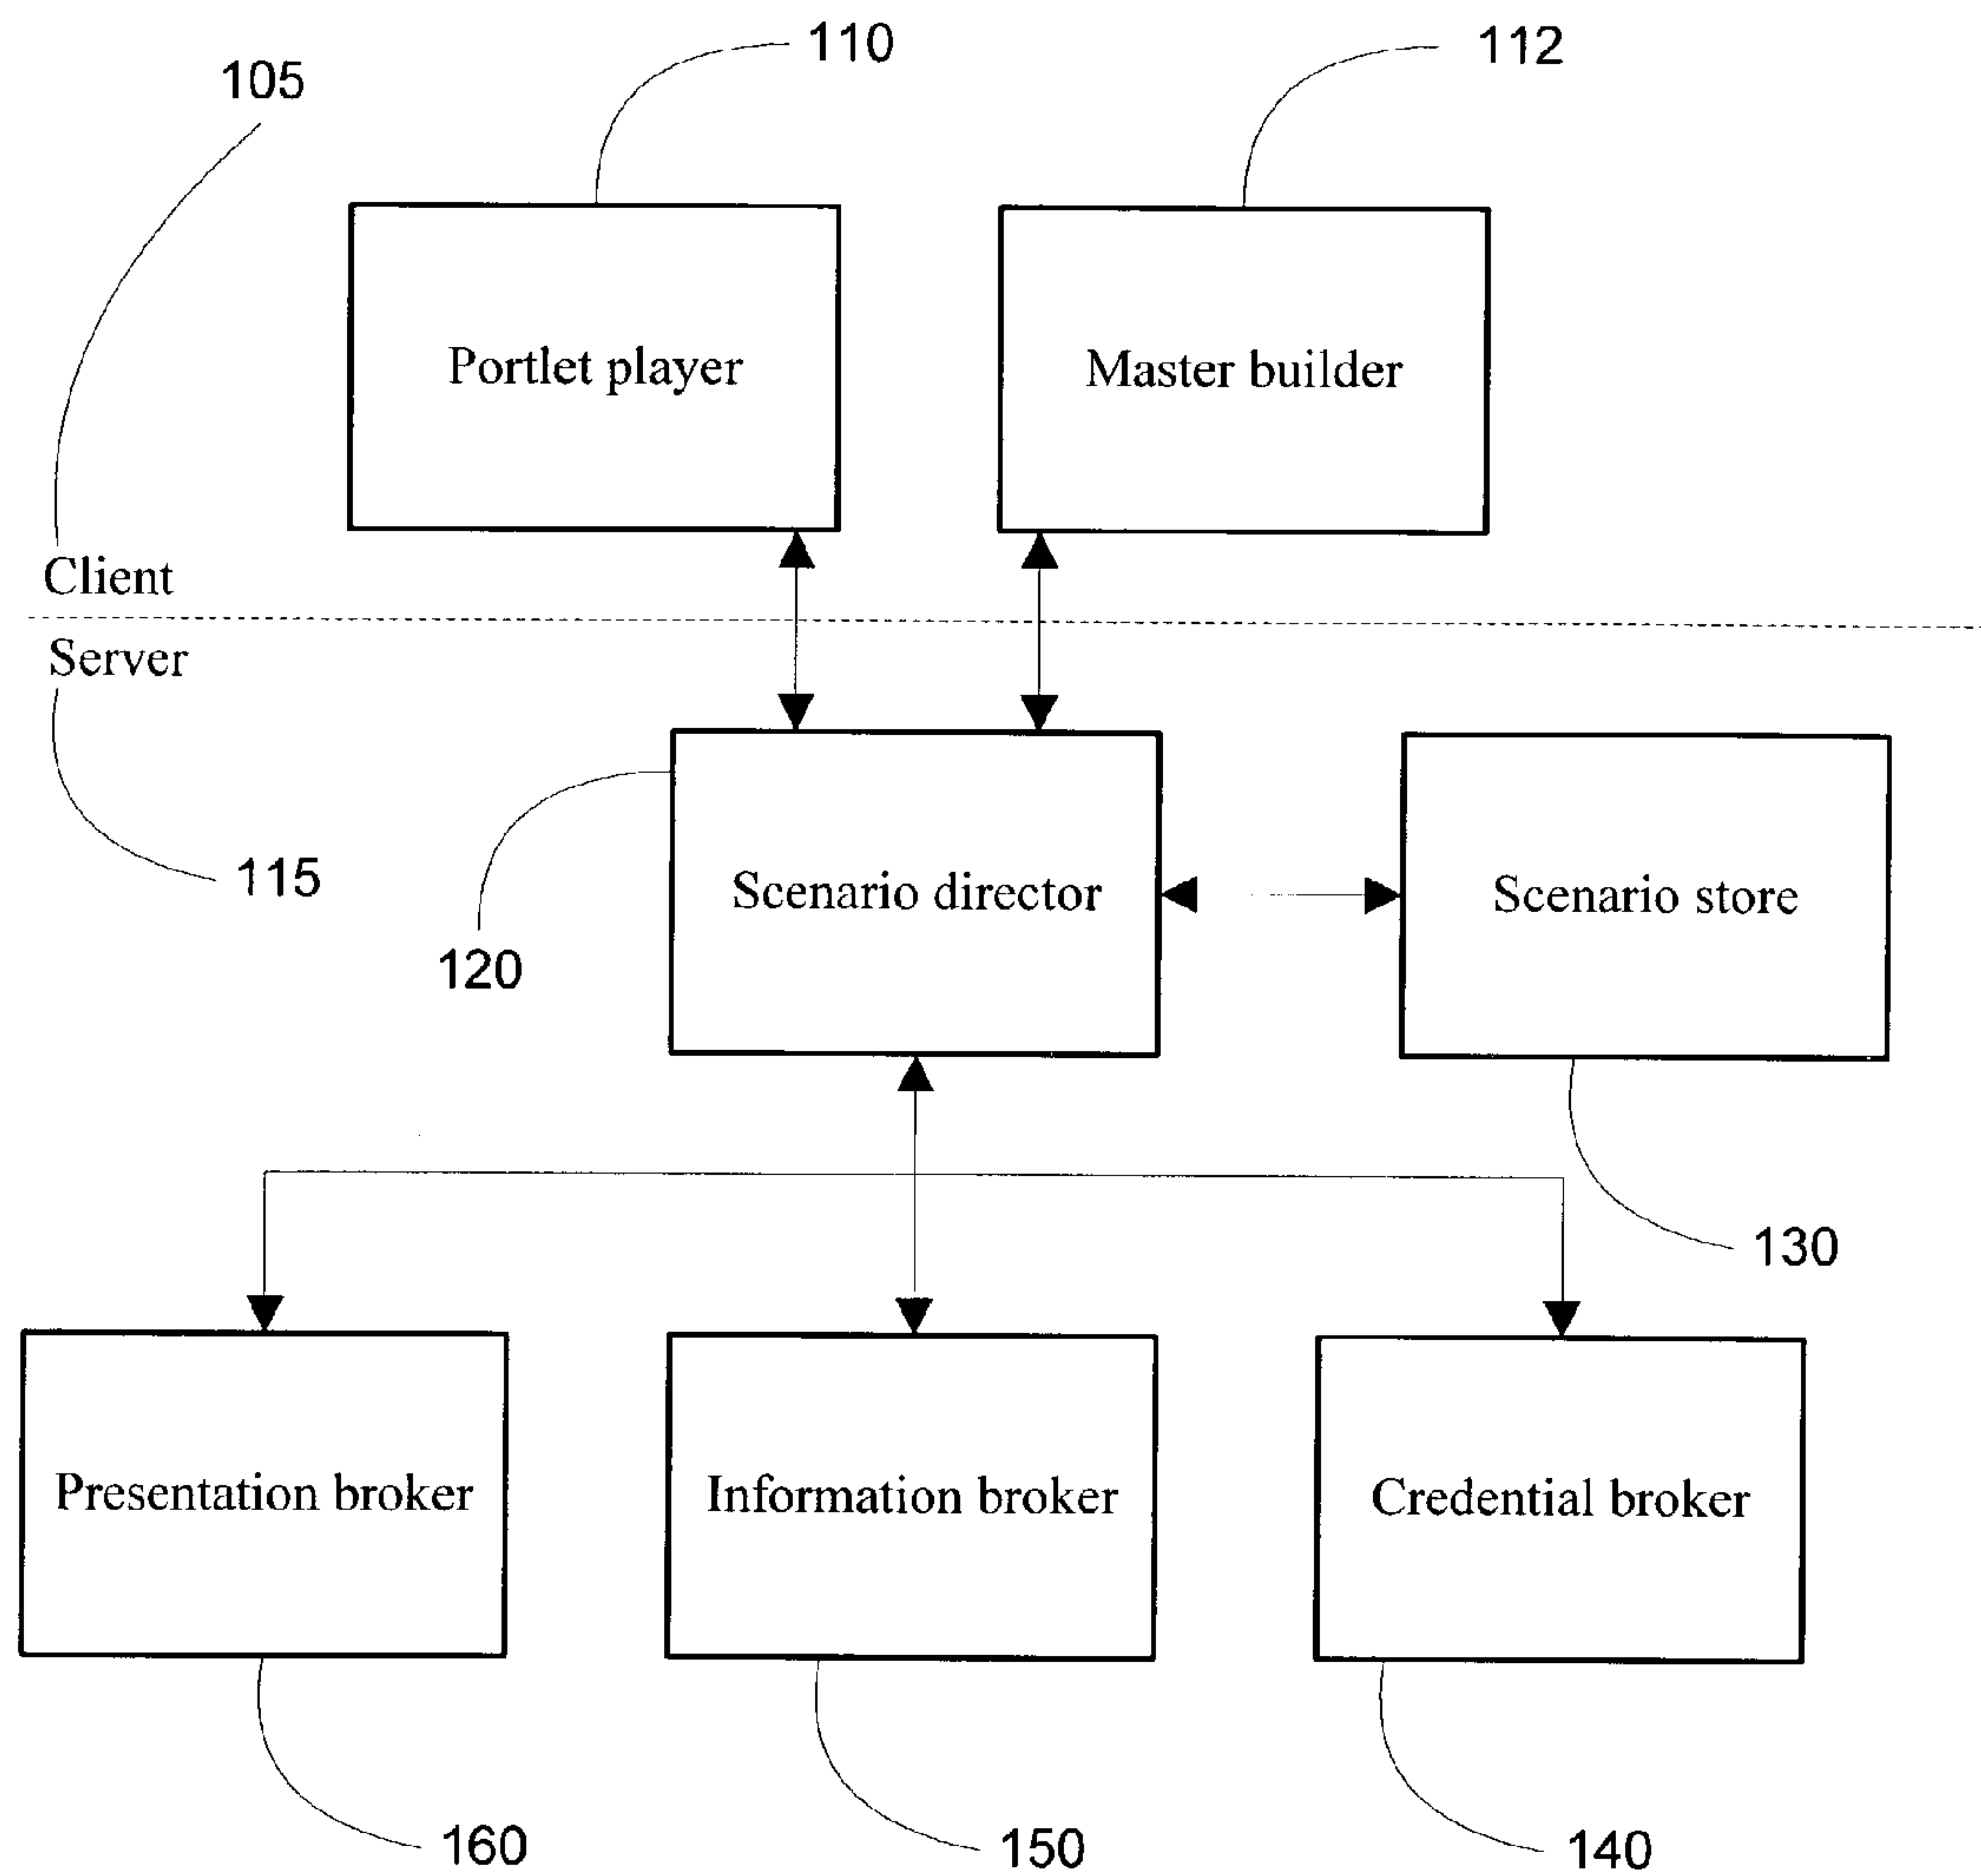 110
112
105
Portlet player
Master builder
Client
Server
115
120
Scenario director
Scenario store
130
Presentation broker
Information broker
Credential broker
160
150
140